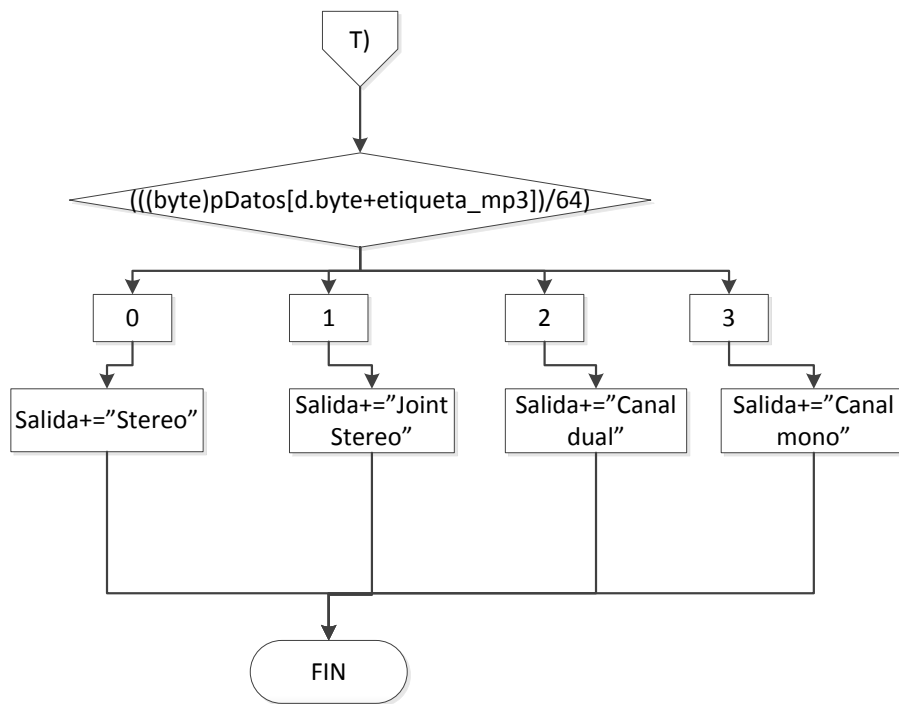 T)
(((byte)pDatos[d.byte+etiqueta_mp3])/64)
0
1
2
3
Salida+=”Stereo”
Salida+=”Joint
Stereo”
Salida+=”Canal
dual”
Salida+=”Canal
mono”
FIN